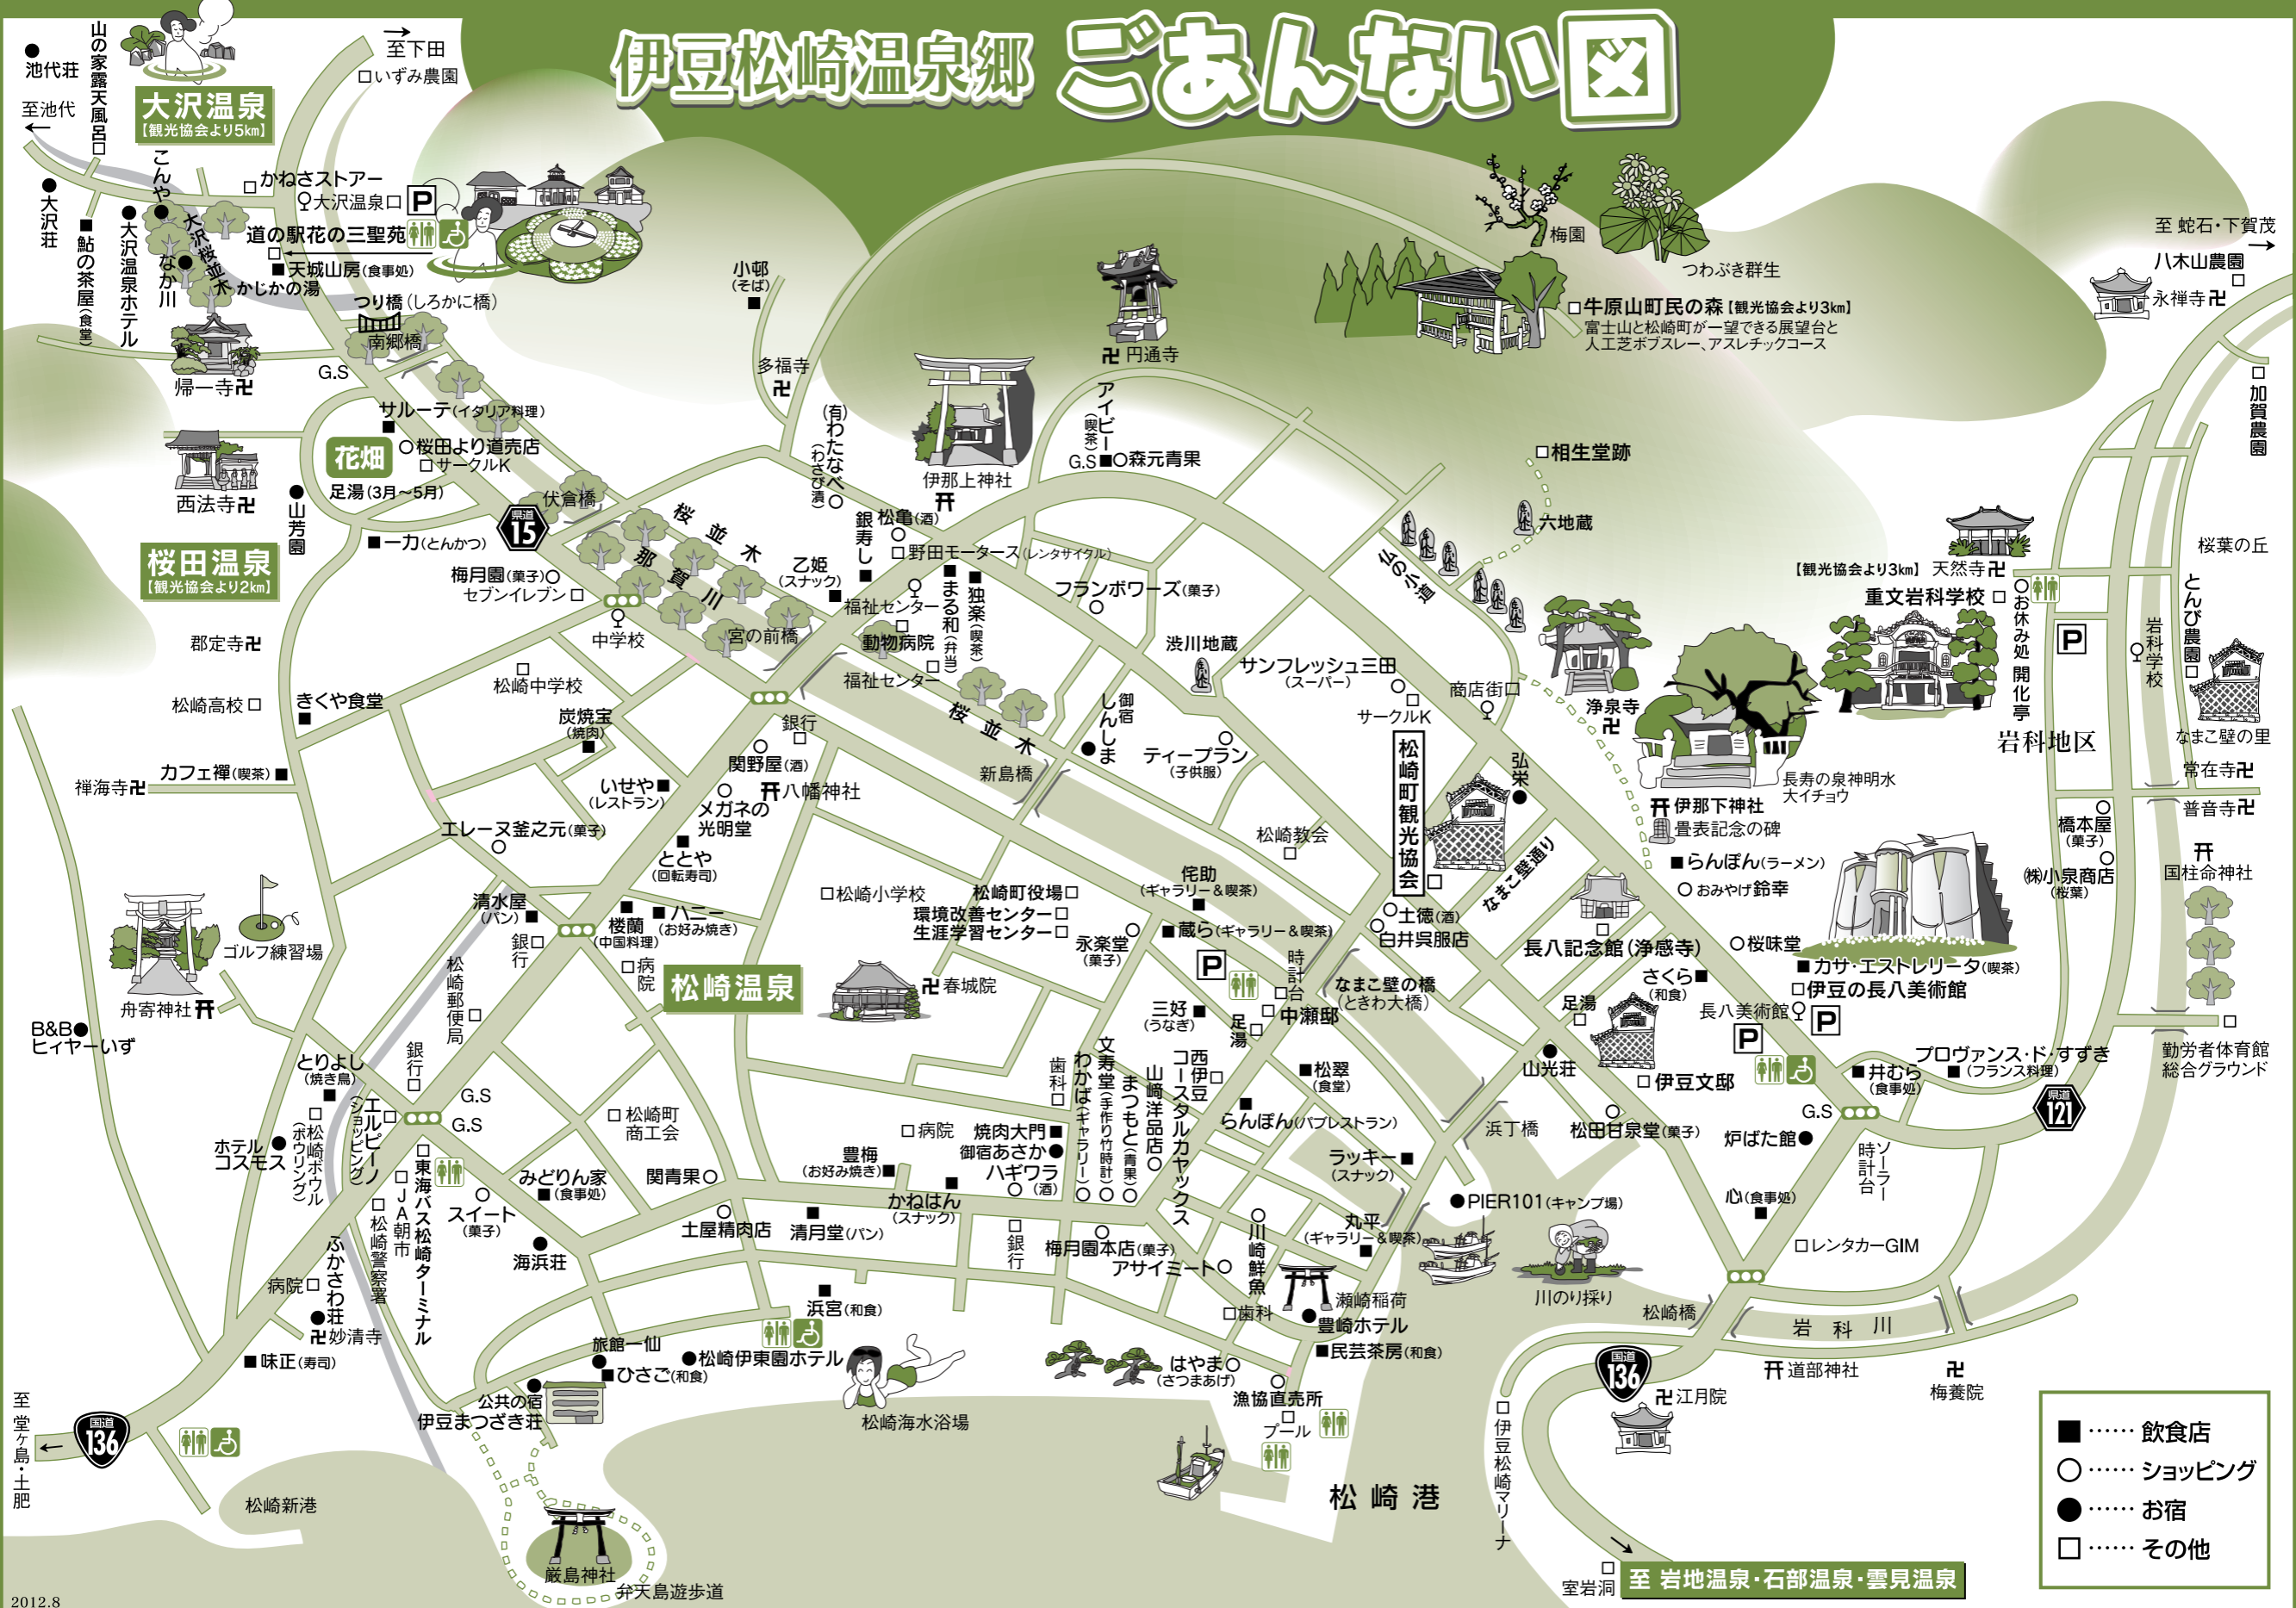 伊豆松崎温泉郷 ごあんない図
池代荘
至池代
山の家露天風呂
大沢温泉
【観光協会より5km】
至下田
いずみ農園
こんや
かねさストアー
大沢温泉口
P
大沢荘
鮎の茶屋(食堂)
大沢温泉ホテル
なか川
大沢桜並木
道の駅花の三聖苑
天城山房(食事処)
かじかの湯
つり橋(しろかに橋)
南郷橋
帰一寺
G.S
サルーテ(イタリア料理)
花畑
桜田より道売店
サークルK
足湯(3月〜5月)
西法寺
山芳園
一力(とんかつ)
県道
15
伏倉橋
桜田温泉
【観光協会より2km】
梅月園(菓子)
セブンイレブン
中学校
桜並木
那賀川
宮の前橋
乙姫
(スナック)
小邨
(そば)
多福寺
(有)わたなべ
(わさび漬)
銀寿し
松亀(酒)
野田モータース(レンタサイクル)
福祉センター
まる和(弁当)
独楽(喫茶)
動物病院
福祉センター
伊那上神社
円通寺
アイビー
(喫茶)
G.S
森元青果
梅園
つわぶき群生
牛原山町民の森【観光協会より3km】
富士山と松崎町が一望できる展望台と
人工芝ボブスレー、アスレチックコース
至 蛇石・下賀茂
八木山農園
永禅寺
加賀農園
相生堂跡
六地蔵
仏の小道
フランボワーズ(菓子)
渋川地蔵
サンフレッシュ三田
(スーパー)
サークルK
商店街口
浄泉寺
【観光協会より3km】
天然寺
重文岩科学校
お休み処 開化亭
P
岩科学校
桜葉の丘
とんび農園
なまこ壁の里
岩科地区
常在寺
普音寺
橋本屋
(菓子)
㈱小泉商店
(桜葉)
国柱命神社
勤労者体育館
総合グラウンド
郡定寺
松崎高校
きくや食堂
松崎中学校
炭焼宝
(焼肉)
禅海寺
カフェ禅(喫茶)
いせや
(レストラン)
銀行
関野屋(酒)
八幡神社
メガネの
光明堂
エレーヌ釜之元(菓子)
ととや
(回転寿司)
桜並木
新島橋
御宿
しんしま
ティープラン
(子供服)
松崎教会
松崎町観光協会
弘栄
なまこ壁通り
伊那下神社
長寿の泉神明水
大イチョウ
畳表記念の碑
らんぽん(ラーメン)
おみやげ鈴幸
土徳(酒)
白井呉服店
長八記念館(浄感寺)
桜味堂
カサ・エストレリータ(喫茶)
伊豆の長八美術館
さくら
(和食)
長八美術館
P
P
足湯
伊豆文邸
山光荘
松田甘泉堂(菓子)
炉ばた館
井むら
(食事処)
プロヴァンス・ド・すずき
(フランス料理)
G.S
県道
121
ソーラー
時計台
心(食事処)
レンタカーGIM
舟寄神社
ゴルフ練習場
清水屋
(パン)
銀行
楼蘭
(中国料理)
ハニー
(お好み焼き)
松崎小学校
松崎町役場
環境改善センター
生涯学習センター
病院
松崎温泉
春城院
永楽堂
(菓子)
侘助
(ギャラリー&喫茶)
蔵ら(ギャラリー&喫茶)
P
時計台
なまこ壁の橋
(ときわ大橋)
三好
(うなぎ)
足湯
中瀬邸
松崎郵便局
銀行
B&B
ヒィヤーいず
とりよし
(焼き鳥)
松崎ボウル
(ボウリング)
エルピーノ
(ショッピング)
G.S
G.S
松崎町
商工会
ホテル
コスモス
東海バス松崎ターミナル
JA朝市
松崎警察署
スイート
(菓子)
みどりん家
(食事処)
海浜荘
関青果
土屋精肉店
病院
豊梅
(お好み焼き)
清月堂(パン)
かねはん
(スナック)
焼肉大門
御宿あさか
ハギワラ
(酒)
歯科
わかば(ギャラリー)
文寿堂(手作り竹時計)
まつもと(青果)
山﨑洋品店
西伊豆
コースタルカヤックス
松翠
(食堂)
らんぽん(パブレストラン)
ラッキー
(スナック)
浜丁橋
PIER101(キャンプ場)
丸平
(ギャラリー&喫茶)
銀行
梅月園本店(菓子)
アサイミート
川崎鮮魚
瀬崎稲荷
歯科
豊崎ホテル
民芸茶房(和食)
はやま
(さつまあげ)
漁協直売所
プール
川のり採り
松崎橋
岩科川
道部神社
梅養院
国道
136
江月院
病院
ふかさわ荘
妙清寺
味正(寿司)
浜宮(和食)
旅館一仙
ひさご(和食)
松崎伊東園ホテル
公共の宿
伊豆まつざき荘
松崎海水浴場
至 堂ヶ島・土肥
国道
136
松崎新港
厳島神社
弁天島遊歩道
松崎港
伊豆松崎マリーナ
室岩洞
至 岩地温泉・石部温泉・雲見温泉
■……飲食店
○……ショッピング
●……お宿
□……その他
2012.8